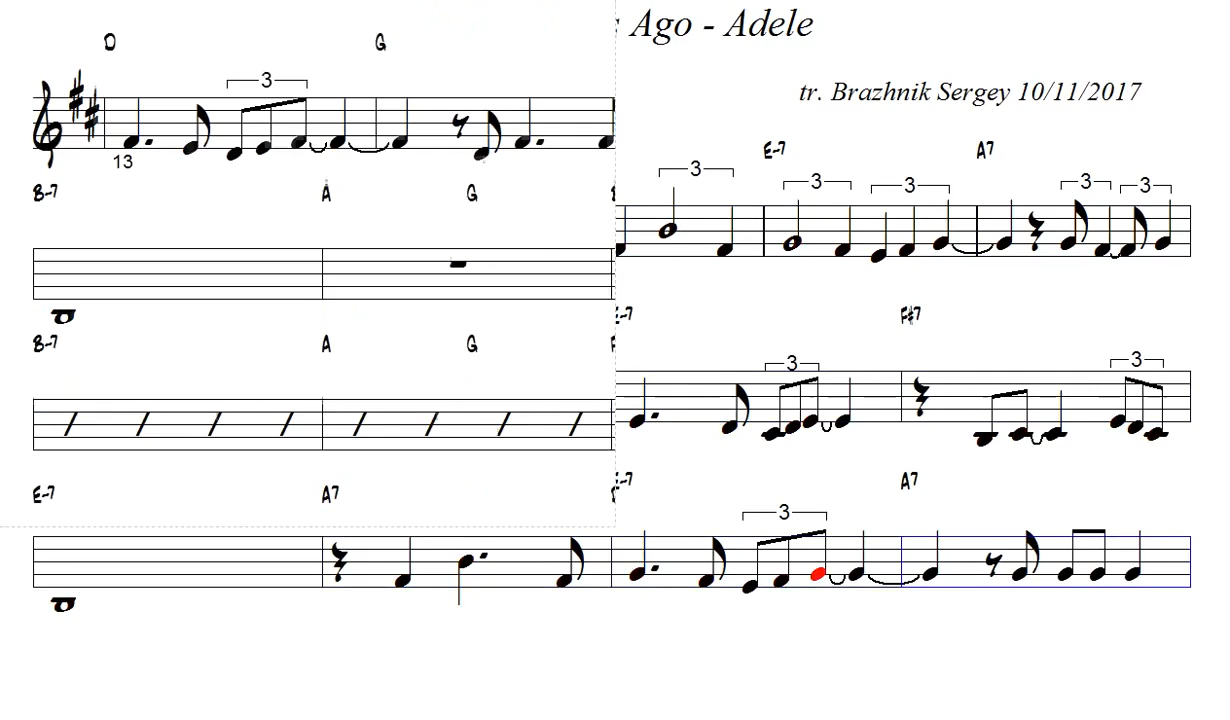 Ago - Adele
tr. Brazhnik Sergey 10/11/2017
D G
3
13
E-7 A7
3 3 3 3 3
B-7 A G
-7 F#7
3 3
B-7 A G
E-7 A7
-7 A7
3